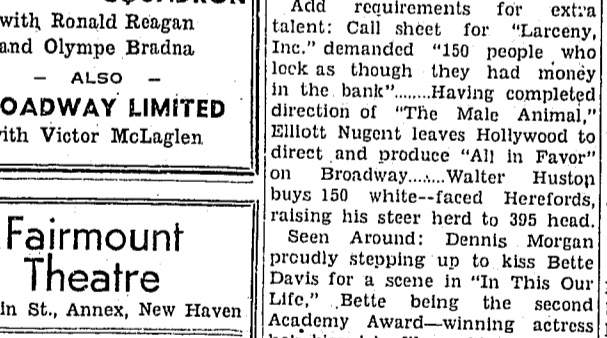 with Ronald Reagan
and Olympe Bradna
— ALSO —
OADWAY LIMITED
ith Victor McLaglen
Fairmount
Theatre
in St., Annex, New Haven
Add requirements for extra
talent: Call sheet for "Larceny,
Inc." demanded "150 people who
lock as though they had money
in the bank"........Having completed
direction of "The Male Animal,"
Elliott Nugent leaves Hollywood to
direct and produce "All in Favor"
on Broadway........Walter Huston
buys 150 white--faced Herefords,
raising his steer herd to 395 head.
Seen Around: Dennis Morgan
proudly stepping up to kiss Bette
Davis for a scene in "In This Our
Life," Bette being the second
Academy Award—winning actress